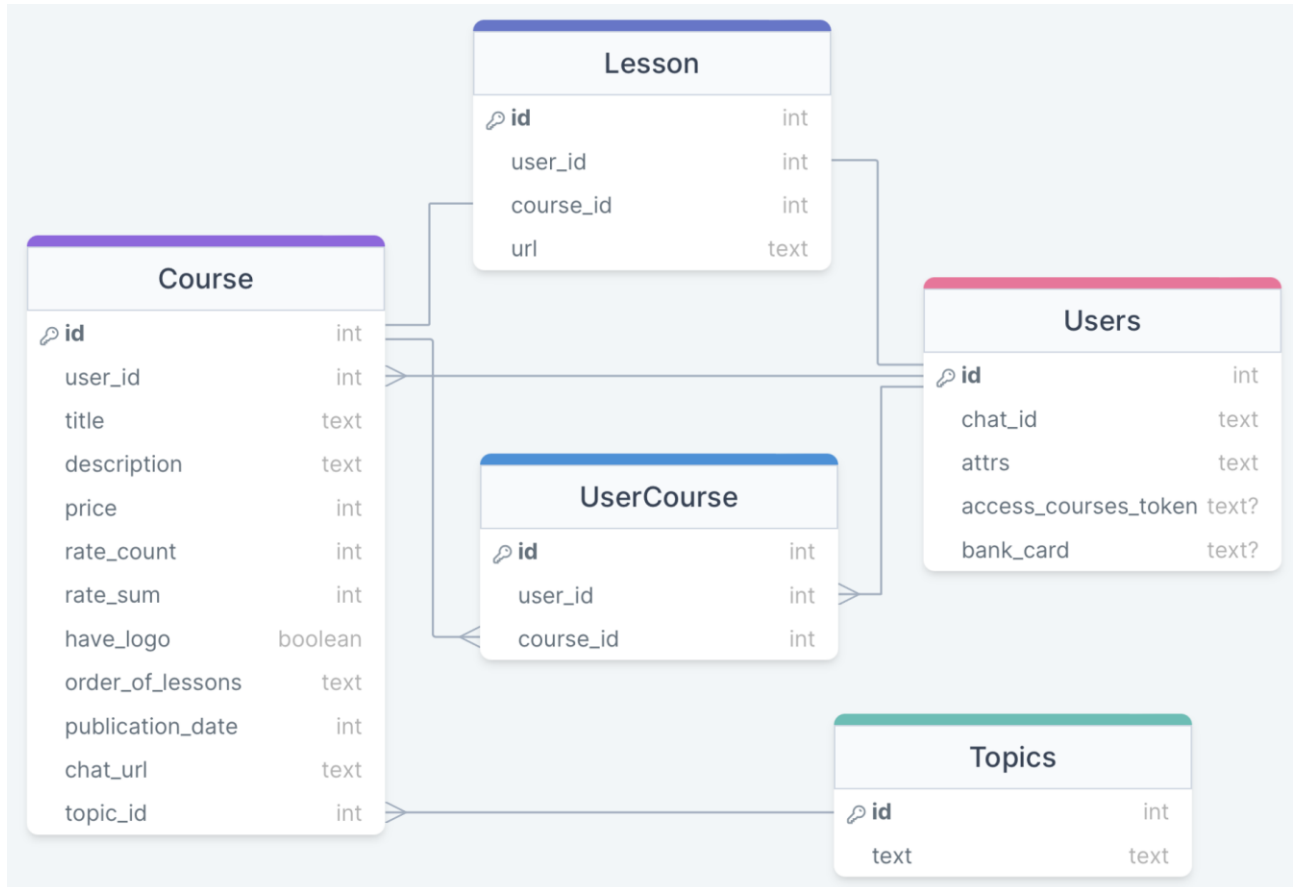 Lesson
id int
user_id int
course_id int
url text
Course
id int
user_id int
title text
description text
price int
rate_count int
rate_sum int
have_logo boolean
order_of_lessons text
publication_date int
chat_url text
topic_id int
Users
id int
chat_id text
attrs text
access_courses_token text?
bank_card text?
UserCourse
id int
user_id int
course_id int
Topics
id int
text text